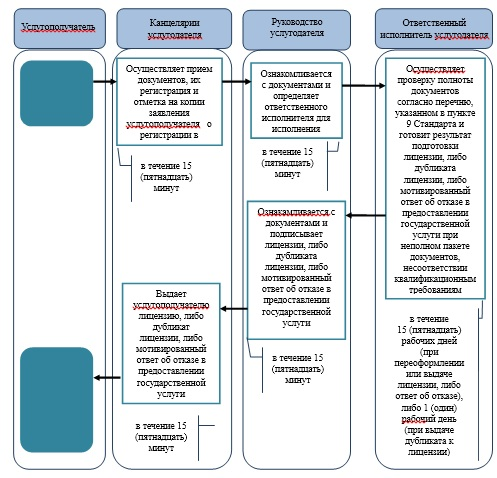 Услугополучатель
Канцелярии
услугодателя
Руководство
услугодателя
Ответственный
исполнитель услугодателя
Осуществляет прием
документов, их
регистрация и
отметка на копии
заявления
услугополучателя о
регистрации в
в течение 15
(пятнадцать)
минут
Ознакомливается
с документами и
определяет
ответственного
исполнителя для
исполнения
в течение 15
(пятнадцать)
минут
Осуществляет
проверку полноты
документов
согласно перечню,
указанном в пункте
9 Стандарта и
готовит результат
подготовки
лицензии, либо
дубликата
лицензии, либо
мотивированный
ответ об отказе в
предоставлении
государственной
услуги при
неполном пакете
документов,
несоответствии
квалификационным
требованиям
в течение
15 (пятнадцать)
рабочих дней
(при
переоформлении
или выдаче
лицензии, либо
ответ об отказе),
либо 1 (один)
рабочий день
(при выдаче
дубликата к
лицензии)
Ознакамливается с
документами и
подписывает
лицензии, либо
дубликата
лицензии, либо
мотивированный
ответ об отказе в
предоставлении
государственной
услуги
в течение 15
(пятнадцать)
минут
Выдает
услугополучателю
лицензию, либо
дубликат
лицензии, либо
мотивированный
ответ об отказе в
предоставлении
государственной
услуги
в течение 15
(пятнадцать)
минут